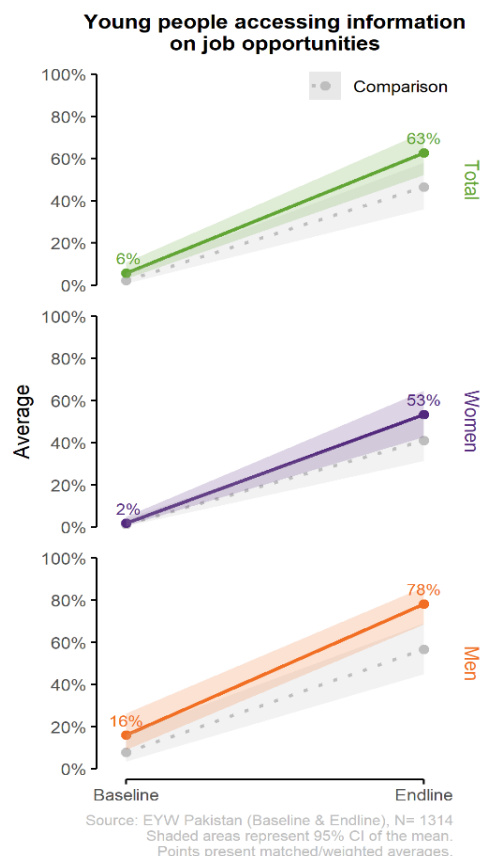 Young people accessing information
on job opportunities
Comparison
100%
80%
60%
40%
20%
0%
6%
63%
Total
100%
80%
60%
40%
20%
0%
2%
53%
Women
Average
100%
80%
60%
40%
20%
0%
16%
78%
Men
Baseline
Endline
Source: EYW Pakistan (Baseline & Endline), N= 1314
Shaded areas represent 95% CI of the mean.
Points present matched/weighted averages.